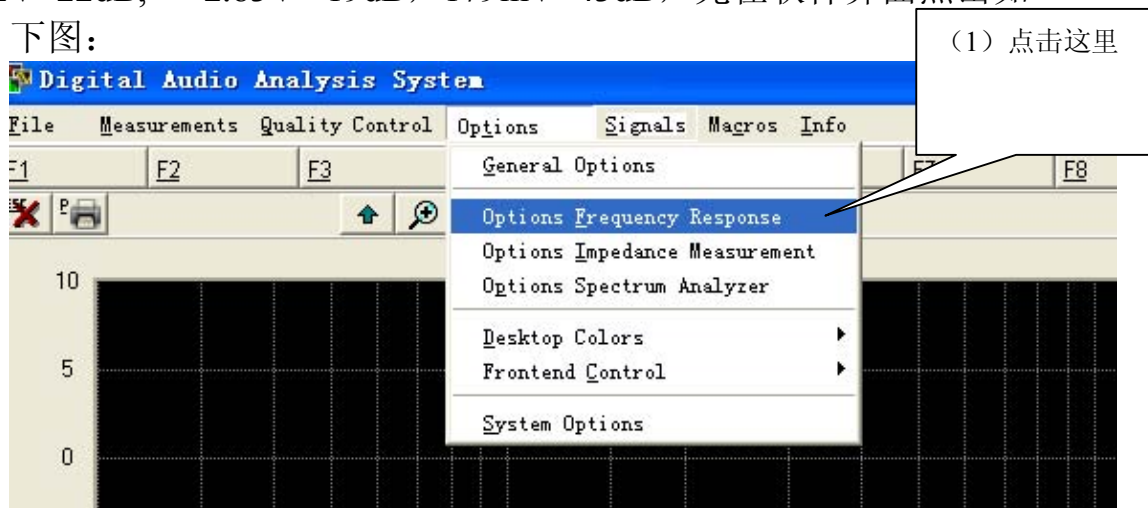 下图：
（1）点击这里
Digital Audio Analysis System
File Measurements Quality Control Options Signals Macros Info
F1 F2 F3 F7 F8
General Options
Options Frequency Response
Options Impedance Measurement
Options Spectrum Analyzer
Desktop Colors
Frontend Control
System Options
10
5
0